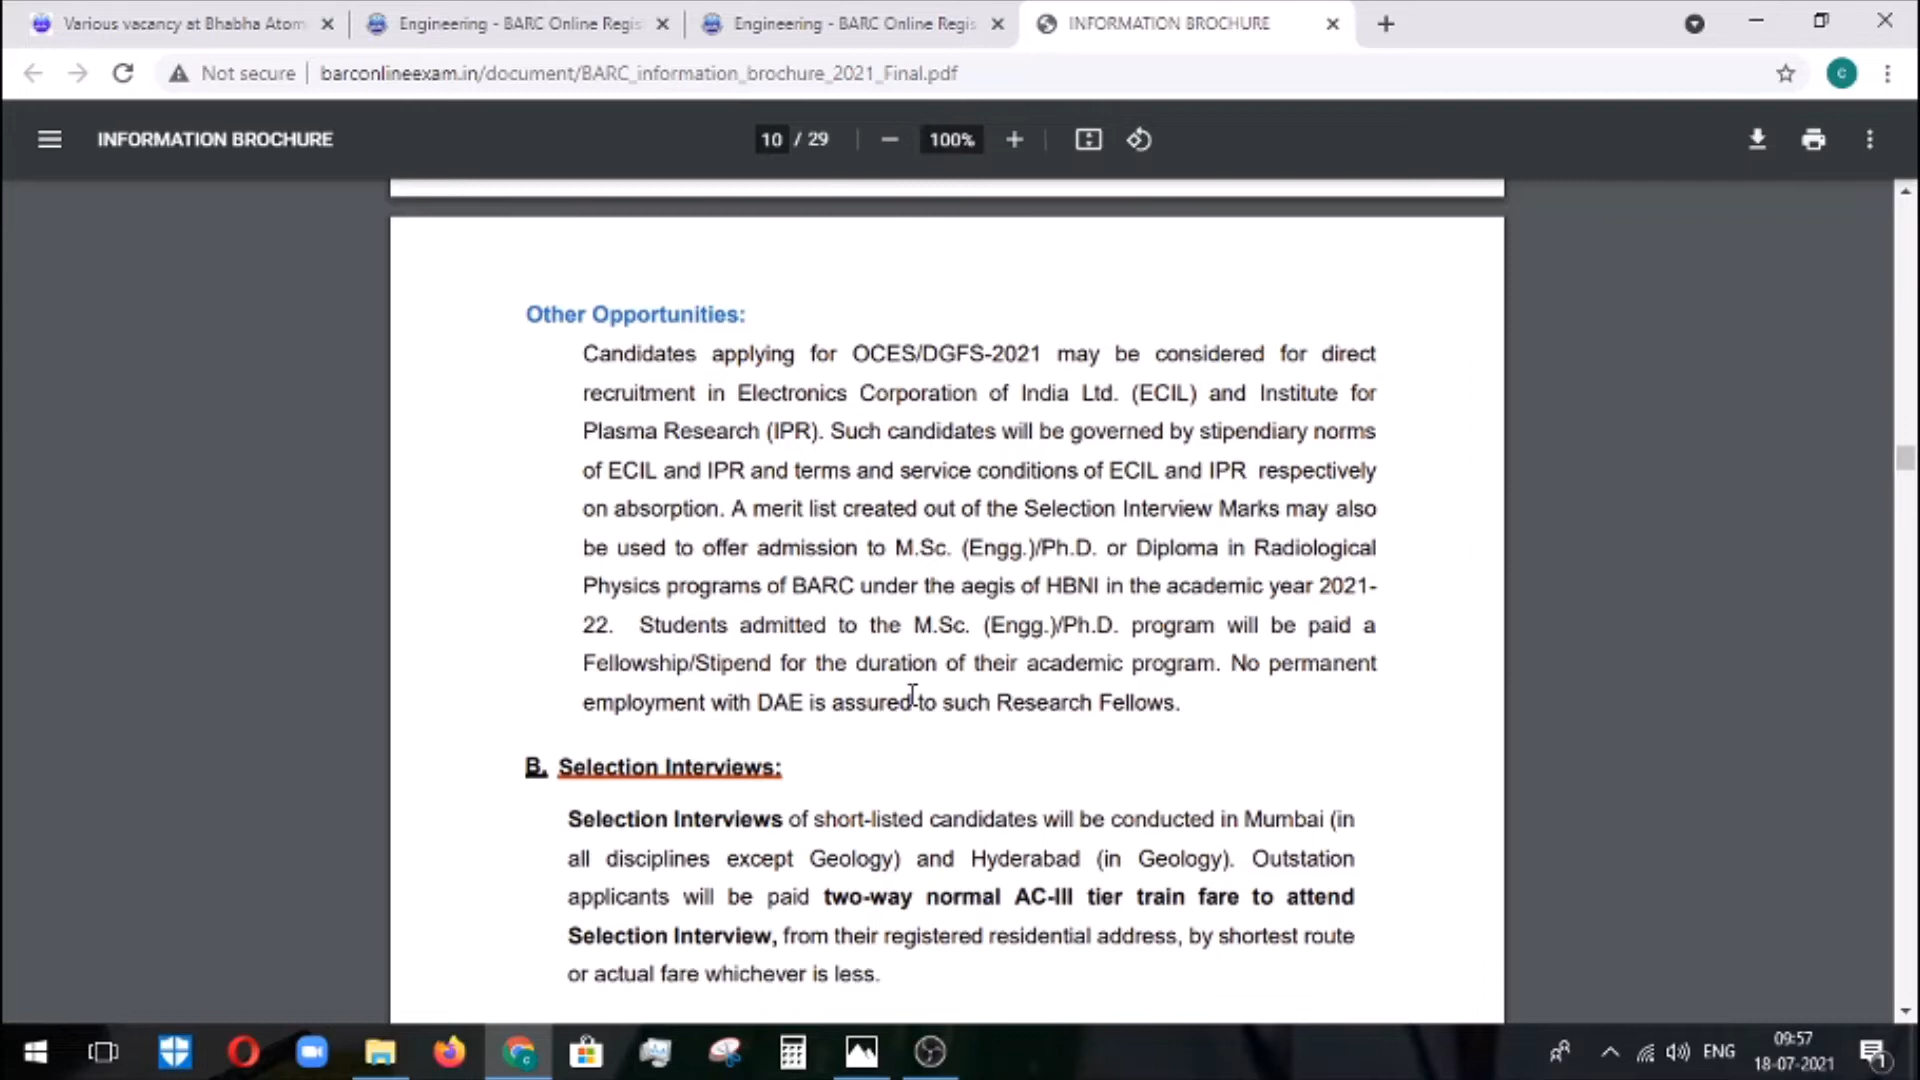 Various vacancy at Bhabha Atom
Engineering - BARC Online Regis
Engineering - BARC Online Regis
INFORMATION BROCHURE
Not secure
barconlineexam.in/document/BARC_information_brochure_2021_Final.pdf
C
INFORMATION BROCHURE
10 / 29
100%
Other Opportunities:
Candidates applying for OCES/DGFS-2021 may be considered for direct
recruitment in Electronics Corporation of India Ltd. (ECIL) and Institute for
Plasma Research (IPR). Such candidates will be governed by stipendiary norms
of ECIL and IPR and terms and service conditions of ECIL and IPR respectively
on absorption. A merit list created out of the Selection Interview Marks may also
be used to offer admission to M.Sc. (Engg.)/Ph.D. or Diploma in Radiological
Physics programs of BARC under the aegis of HBNI in the academic year 2021-
22. Students admitted to the M.Sc. (Engg.)/Ph.D. program will be paid a
Fellowship/Stipend for the duration of their academic program. No permanent
employment with DAE is assured to such Research Fellows.
B. Selection Interviews:
Selection Interviews of short-listed candidates will be conducted in Mumbai (in
all disciplines except Geology) and Hyderabad (in Geology). Outstation
applicants will be paid two-way normal AC-III tier train fare to attend
Selection Interview, from their registered residential address, by shortest route
or actual fare whichever is less.
ENG
09:57
18-07-2021
1